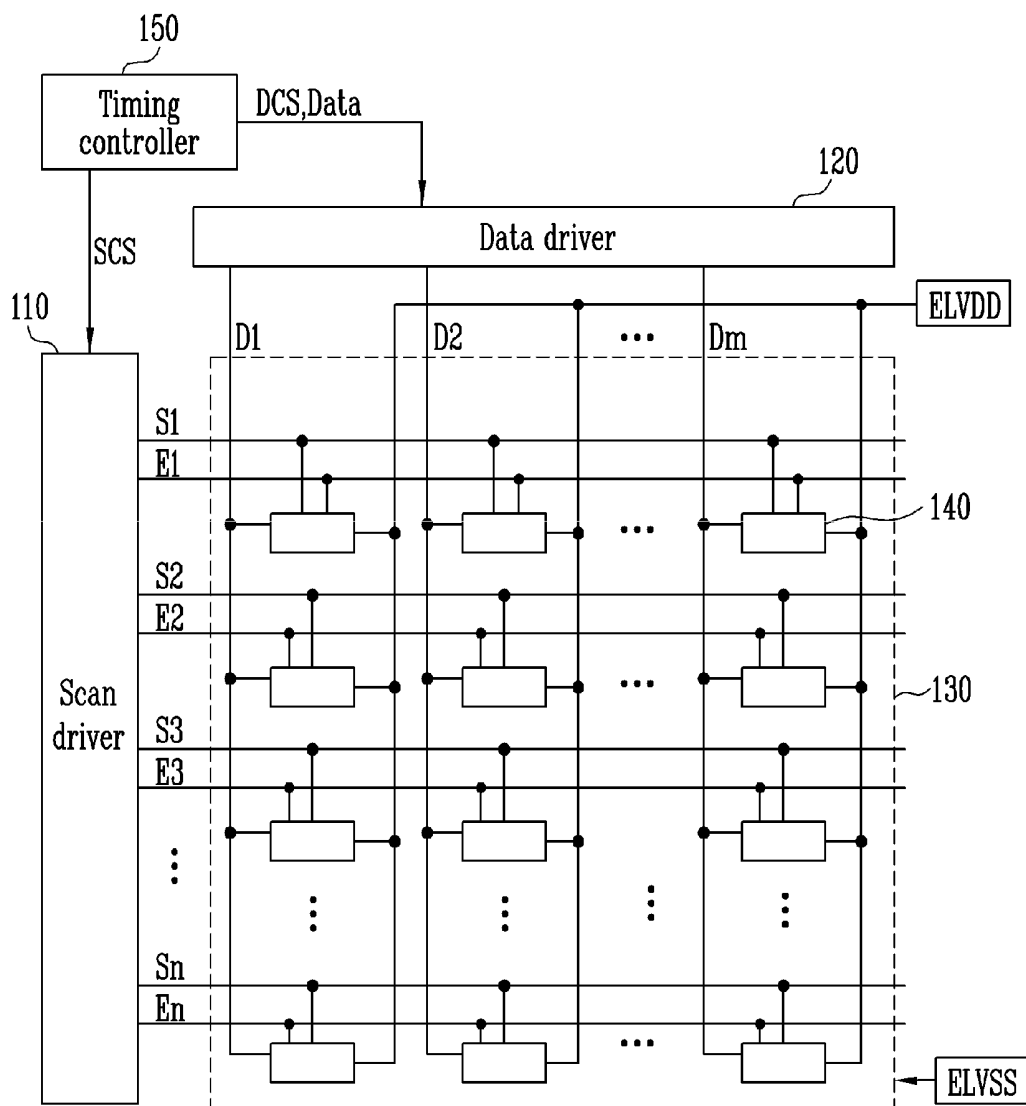 150
Timing
controller
DCS,Data
120
Data driver
SCS
110
ELVDD
D1
D2
...
Dm
S1
E1
...
140
S2
E2
...
130
Scan
driver
S3
E3
Sn
En
...
ELVSS